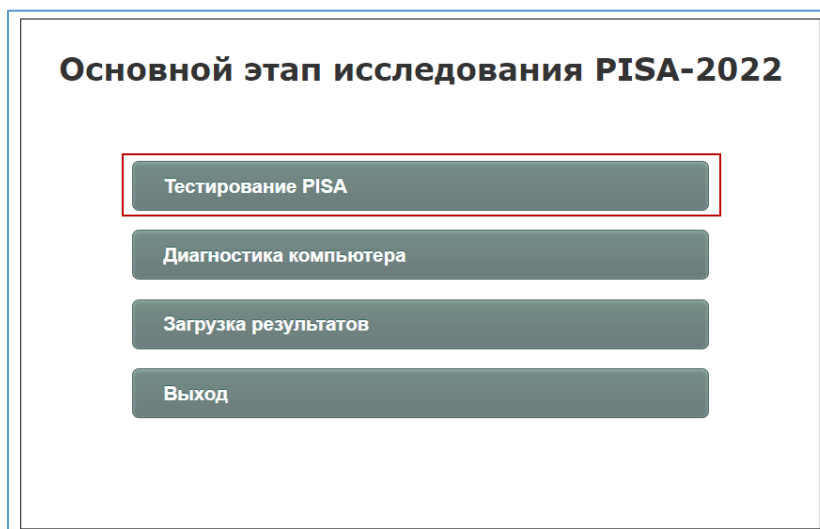 Основной этап исследования PISA-2022
Тестирование PISA
Диагностика компьютера
Загрузка результатов
Выход